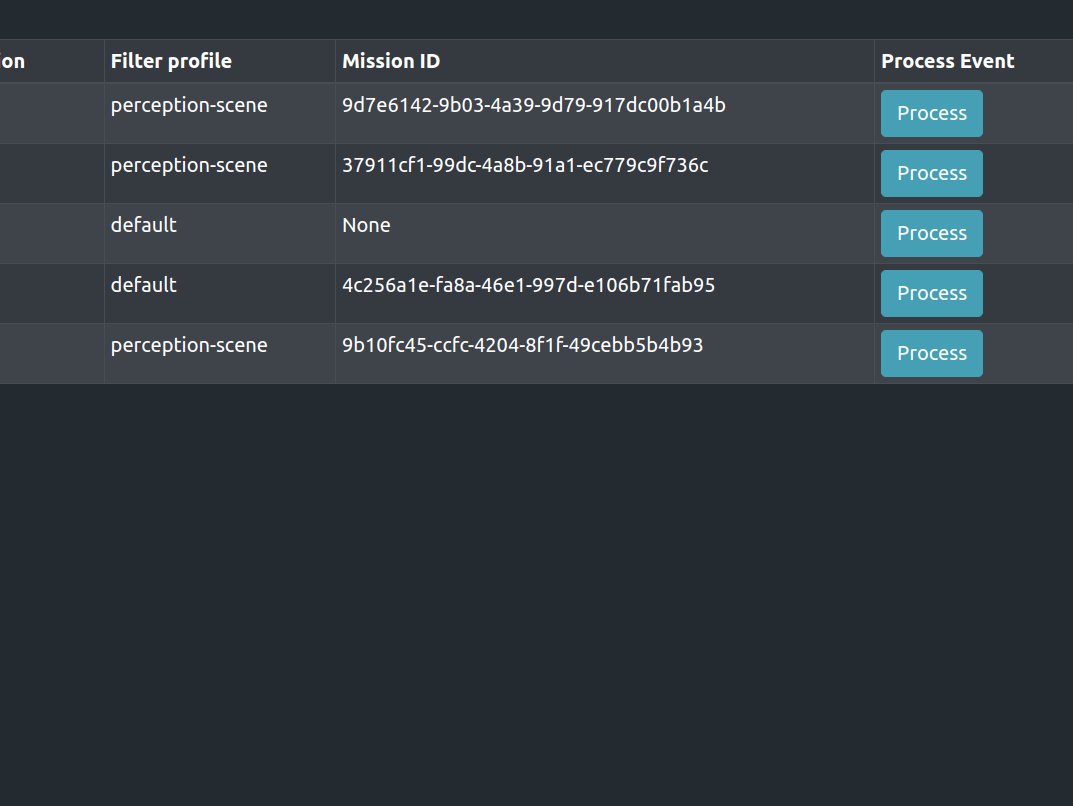 on Filter profile Mission ID Process Event
perception-scene 9d7e6142-9b03-4a39-9d79-917dc00b1a4b Process
perception-scene 37911cf1-99dc-4a8b-91a1-ec779c9f736c Process
default None Process
default 4c256a1e-fa8a-46e1-997d-e106b71fab95 Process
perception-scene 9b10fc45-ccfc-4204-8f1f-49cebb5b4b93 Process